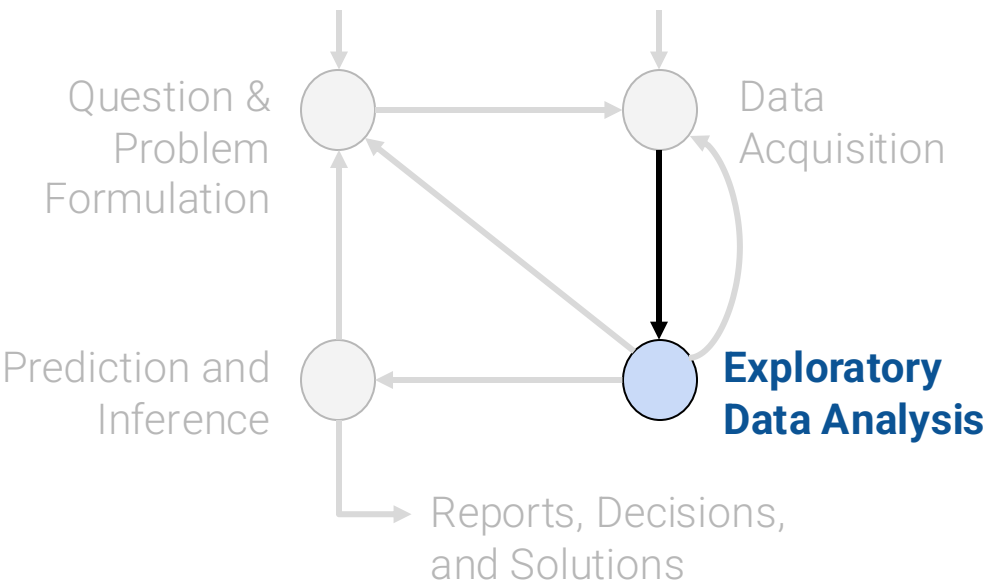 Question &
Problem
Formulation
Data
Acquisition
Prediction and
Inference
Exploratory
Data Analysis
Reports, Decisions,
and Solutions